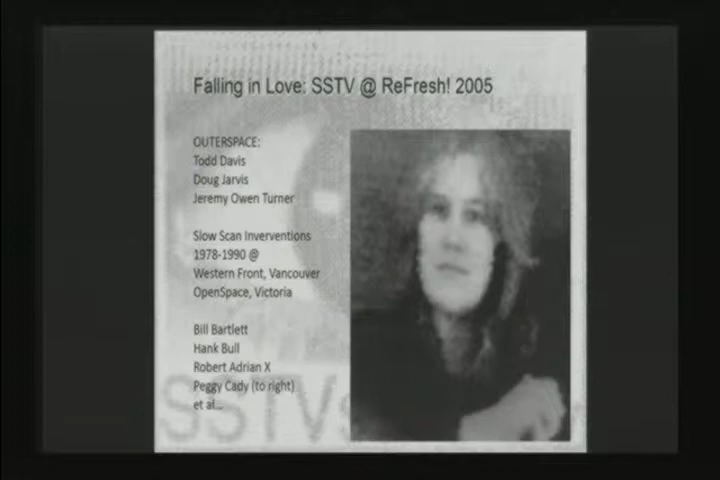 Falling in Love: SSTV @ ReFresh! 2005
OUTERSPACE:
Todd Davis
Doug Jarvis
Jeremy Owen Turner
Slow Scan Inverventions
1978-1990 @
Western Front, Vancouver
OpenSpace, Victoria
Bill Bartlett
Hank Bull
Robert Adrian X
Peggy Cady (to right)
et al...
SSTV